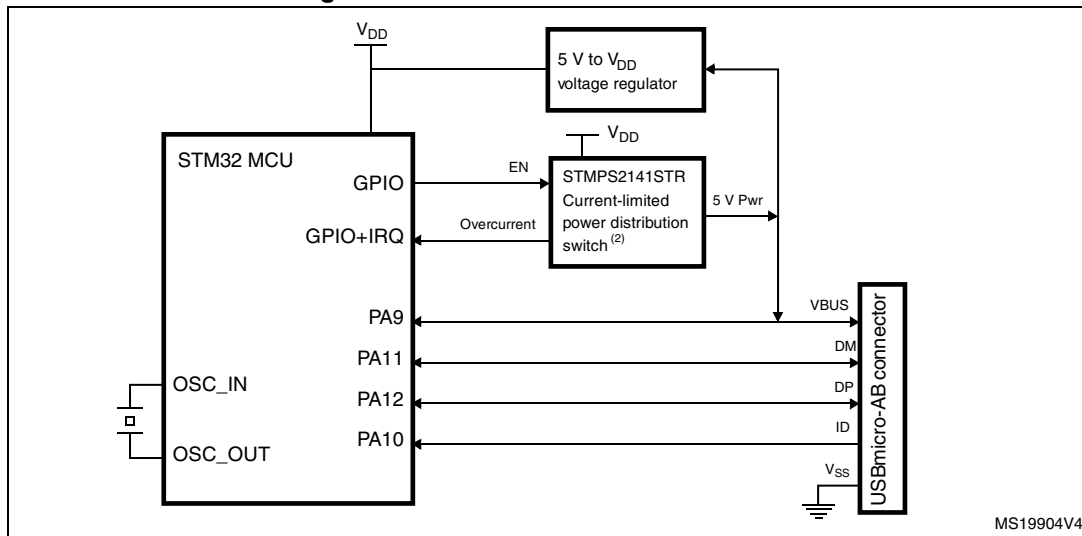 VDD
5 V to VDD
voltage regulator
VDD
STM32 MCU
GPIO
EN
STMPS2141STR
Current-limited
power distribution
switch (2)
5 V Pwr
GPIO+IRQ
Overcurrent
PA9
VBUS
PA11
DM
OSC_IN
PA12
DP
PA10
ID
OSC_OUT
VSS
USBmicro-AB connector
MS19904V4